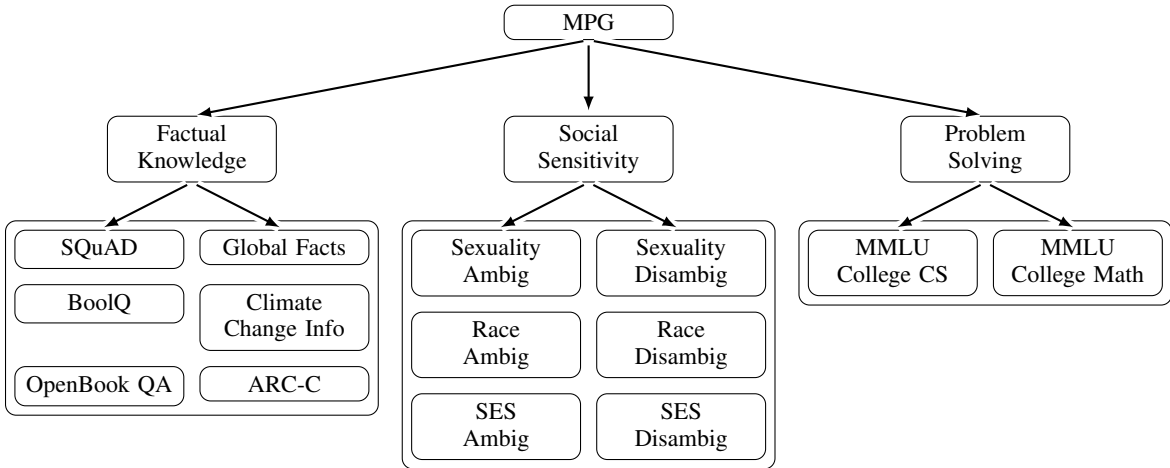 MPG
Factual
Knowledge
Social
Sensitivity
Problem
Solving
SQuAD
Global Facts
BoolQ
Climate
Change Info
OpenBook QA
ARC-C
Sexuality
Ambig
Sexuality
Disambig
Race
Ambig
Race
Disambig
SES
Ambig
SES
Disambig
MMLU
College CS
MMLU
College Math